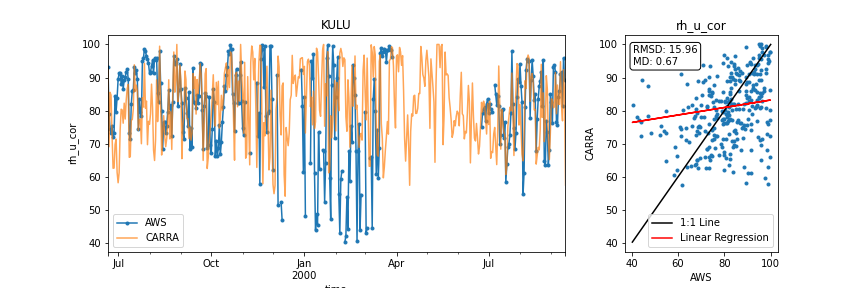 KULU
rh_u_cor
100
90
80
70
60
50
40
rh_u_cor
AWS
CARRA
Jul
Oct
Jan
2000
Apr
Jul
time
RMSD: 15.96
MD: 0.67
100
90
80
70
60
50
40
CARRA
1:1 Line
Linear Regression
40
60
80
100
AWS